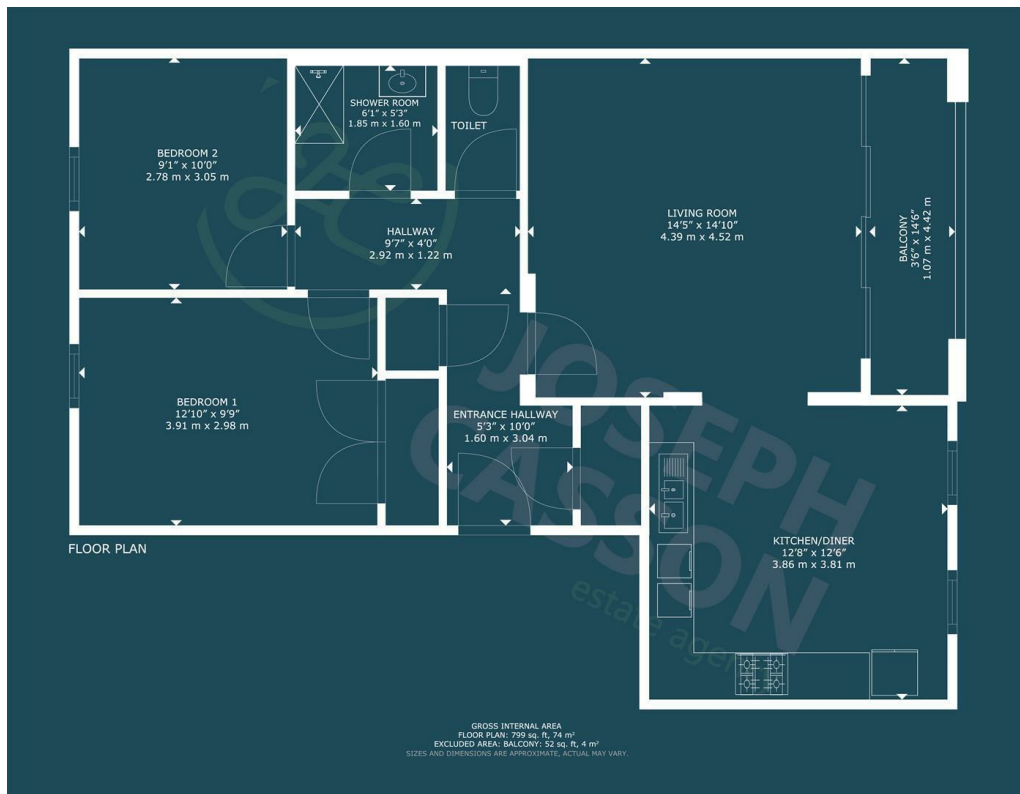 SHOWER ROOM
6'1" x 5'3"
1.85 m x 1.60 m
TOILET
BEDROOM 2
9'1" x 10'0"
2.78 m x 3.05 m
HALLWAY
9'7" x 4'0"
2.92 m x 1.22 m
LIVING ROOM
14'5" x 14'10"
4.39 m x 4.52 m
BALCONY
3'6" x 14'6"
1.07 m x 4.42 m
BEDROOM 1
12'10" x 9'9"
3.91 m x 2.98 m
ENTRANCE HALLWAY
5'3" x 10'0"
1.60 m x 3.04 m
KITCHEN/DINER
12'8" x 12'6"
3.86 m x 3.81 m
FLOOR PLAN
JOSEPH
CASSON
estate agents
GROSS INTERNAL AREA
FLOOR PLAN: 799 sq. ft, 74 m²
EXCLUDED AREA: BALCONY: 52 sq. ft, 4 m²
SIZES AND DIMENSIONS ARE APPROXIMATE, ACTUAL MAY VARY.